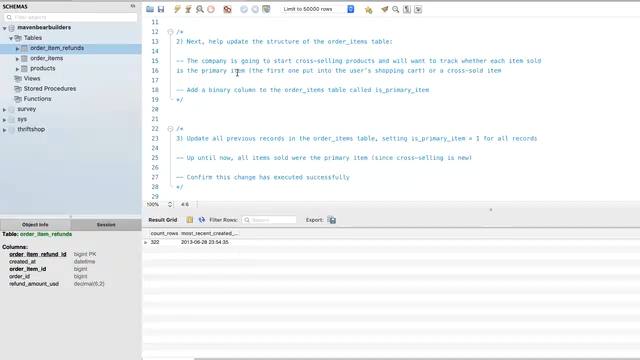 SCHEMAS
Limit to 50000 rows
mavenbearbuilders
Tables
order_item_refunds
order_items
products
Views
Stored Procedures
Functions
survey
sys
thriftshop
Object Info
Session
Table: order_item_refunds
Columns:
order_item_refund_id bigint PK
created_at datetime
order_item_id bigint
order_id bigint
refund_amount_usd decimal(6,2)
11
12 /*
13 2) Next, help update the structure of the order_items table:
14
15 -- The company is going to start cross-selling products and will want to track whether each item sold
16 is the primary item (the first one put into the user's shopping cart) or a cross-sold item
17
18 -- Add a binary column to the order_items table called is_primary_item
19 */
20
21
22 /*
23 3) Update all previous records in the order_items table, setting is_primary_item = 1 for all records
24
25 -- Up until now, all items sold were the primary item (since cross-selling is new)
26
27 -- Confirm this change has executed successfully
28 */
29
100%
4:6
Result Grid
Filter Rows:
Search
Export:
count_rows most_recent_created_...
322 2013-06-28 23:54:35